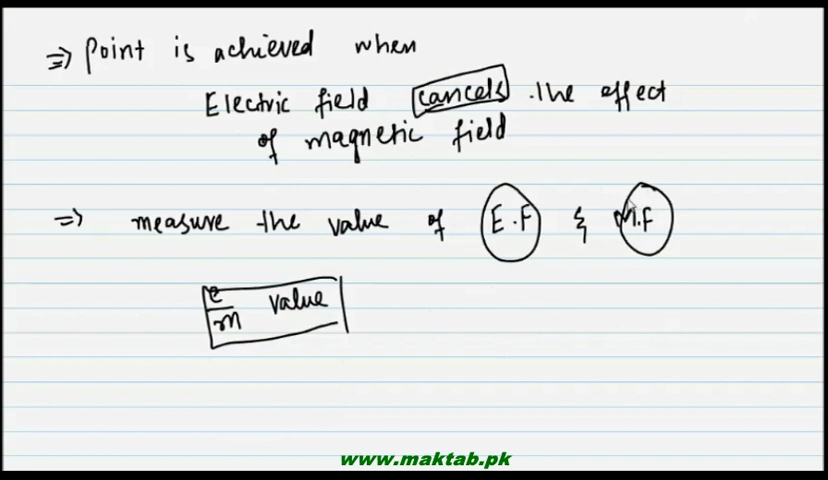 ⇒ Point is achieved when
Electric field cancels the effect
of magnetic field
⇒ measure the value of E.F & M.F
e/m value
www.maktab.pk